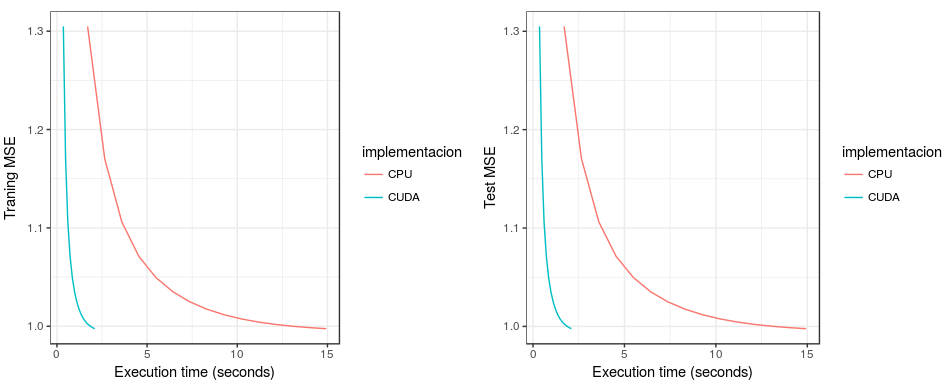 1.3
1.2
1.1
1.0
Traning MSE
0
5
10
15
Execution time (seconds)
implementacion
CPU
CUDA
1.3
1.2
1.1
1.0
Test MSE
0
5
10
15
Execution time (seconds)
implementacion
CPU
CUDA